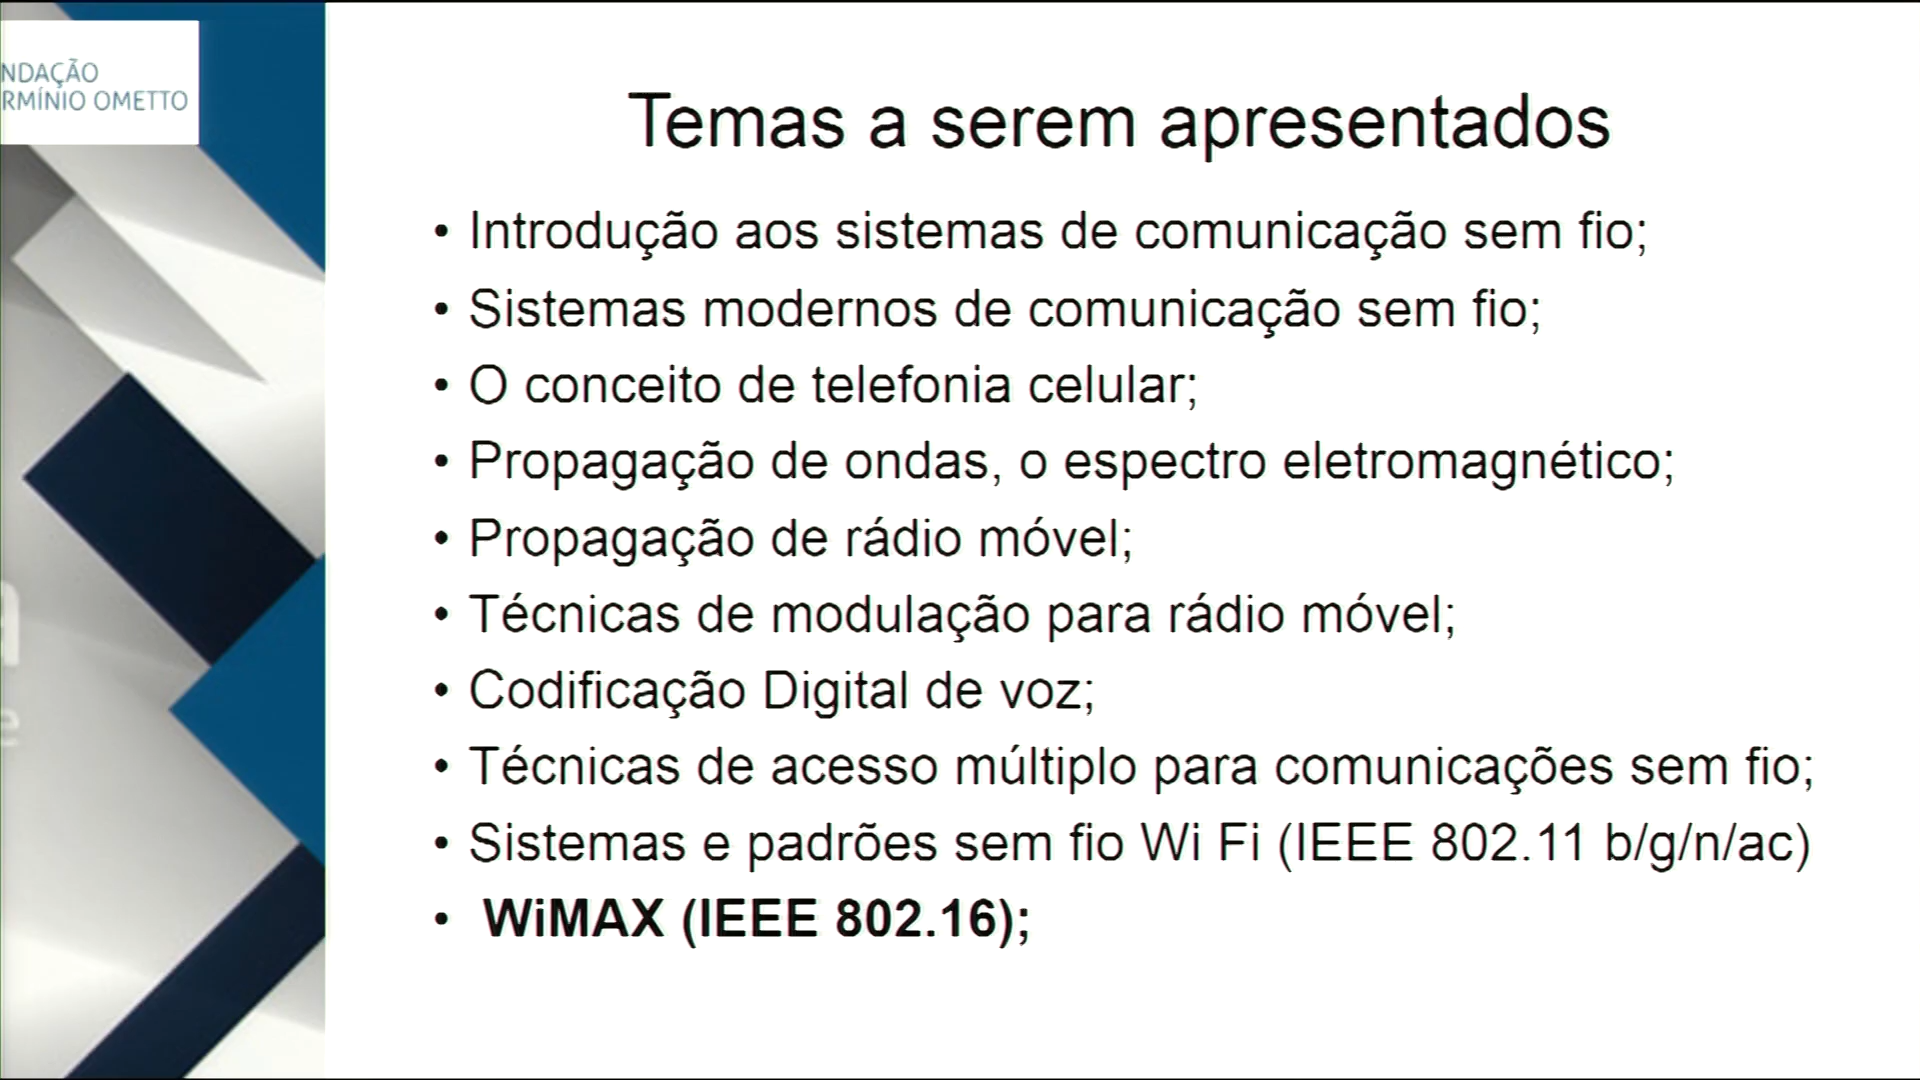 NDAÇÃO
RMÍNIO OMETTO
Temas a serem apresentados
• Introdução aos sistemas de comunicação sem fio;
• Sistemas modernos de comunicação sem fio;
• O conceito de telefonia celular;
• Propagação de ondas, o espectro eletromagnético;
• Propagação de rádio móvel;
• Técnicas de modulação para rádio móvel;
• Codificação Digital de voz;
• Técnicas de acesso múltiplo para comunicações sem fio;
• Sistemas e padrões sem fio Wi Fi (IEEE 802.11 b/g/n/ac)
• WiMAX (IEEE 802.16);